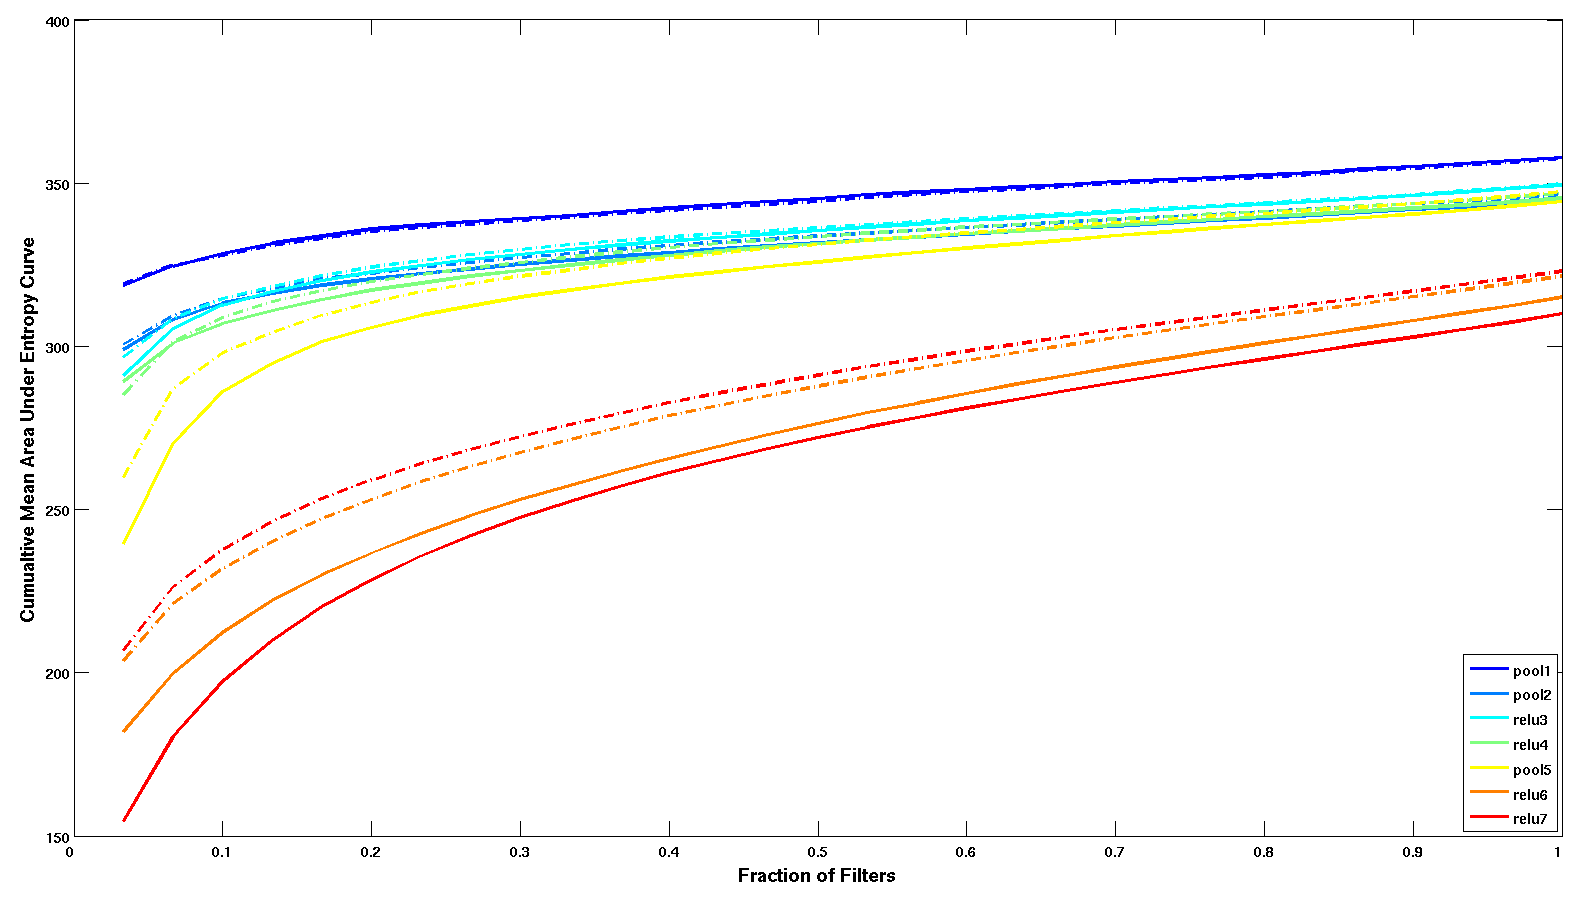 400
350
300
250
200
150
Cumualtive Mean Area Under Entropy Curve
pool1
pool2
relu3
relu4
pool5
relu6
relu7
0 0.1 0.2 0.3 0.4 0.5 0.6 0.7 0.8 0.9 1
Fraction of Filters